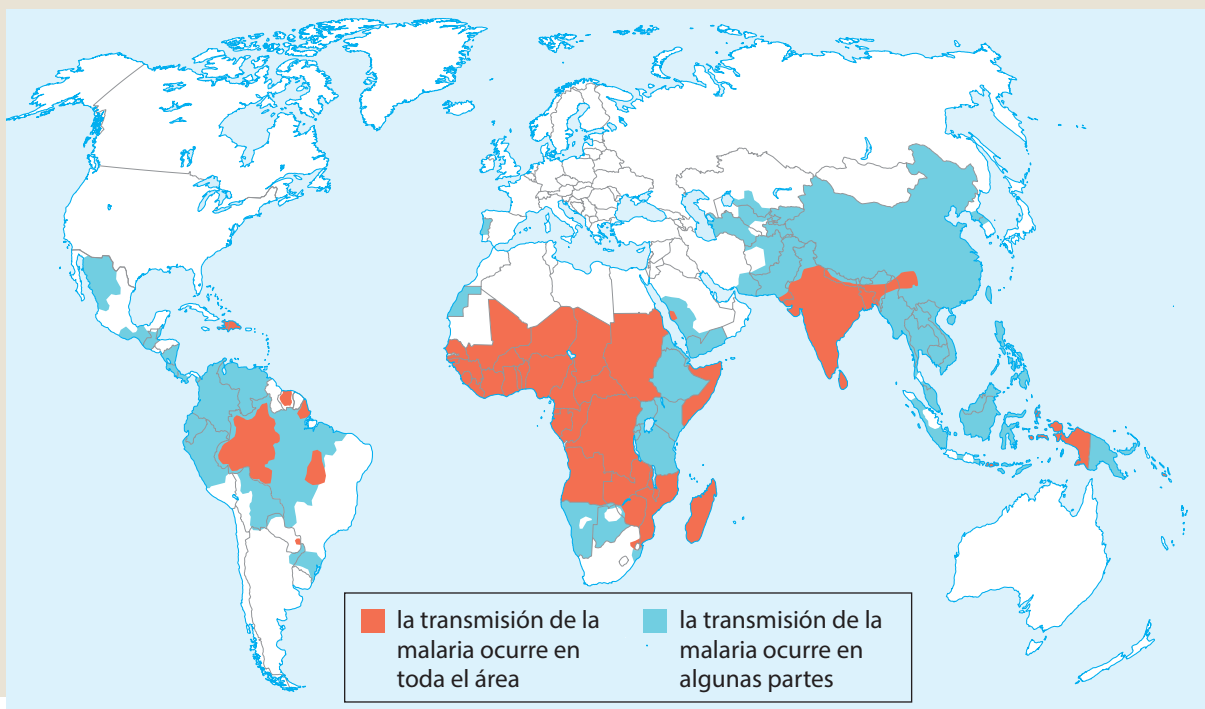 la transmisión de la
malaria ocurre en
toda el área
la transmisión de la
malaria ocurre en
algunas partes